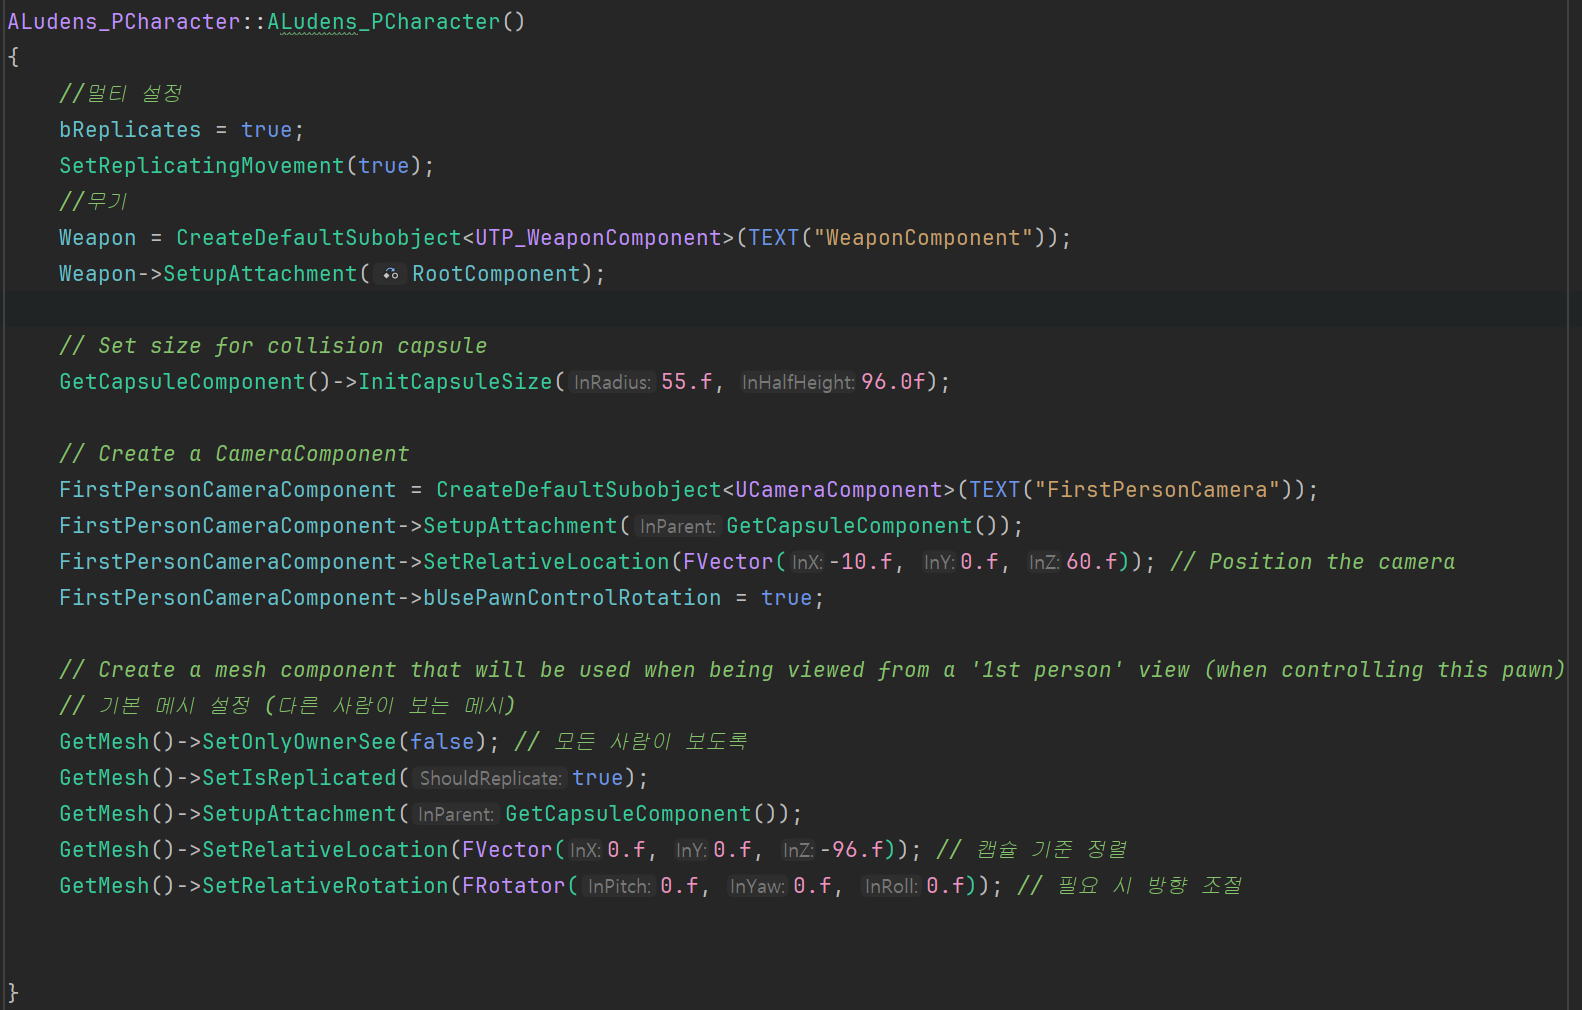 ALudens_PCharacter::ALudens_PCharacter()
{
//멀티 설정
bReplicates = true;
SetReplicatingMovement(true);
//무기
Weapon = CreateDefaultSubobject<UTP_WeaponComponent>(TEXT("WeaponComponent"));
Weapon->SetupAttachment(RootComponent);
// Set size for collision capsule
GetCapsuleComponent()->InitCapsuleSize(InRadius: 55.f, InHalfHeight: 96.0f);
// Create a CameraComponent
FirstPersonCameraComponent = CreateDefaultSubobject<UCameraComponent>(TEXT("FirstPersonCamera"));
FirstPersonCameraComponent->SetupAttachment(InParent: GetCapsuleComponent());
FirstPersonCameraComponent->SetRelativeLocation(FVector(InX: -10.f, InY: 0.f, InZ: 60.f)); // Position the camera
FirstPersonCameraComponent->bUsePawnControlRotation = true;
// Create a mesh component that will be used when being viewed from a '1st person' view (when controlling this pawn)
// 기본 메시 설정 (다른 사람이 보는 메시)
GetMesh()->SetOnlyOwnerSee(false); // 모든 사람이 보도록
GetMesh()->SetIsReplicated(ShouldReplicate: true);
GetMesh()->SetupAttachment(InParent: GetCapsuleComponent());
GetMesh()->SetRelativeLocation(FVector(InX: 0.f, InY: 0.f, InZ: -96.f)); // 캡슐 기준 정렬
GetMesh()->SetRelativeRotation(FRotator(InPitch: 0.f, InYaw: 0.f, InRoll: 0.f)); // 필요 시 방향 조절
}